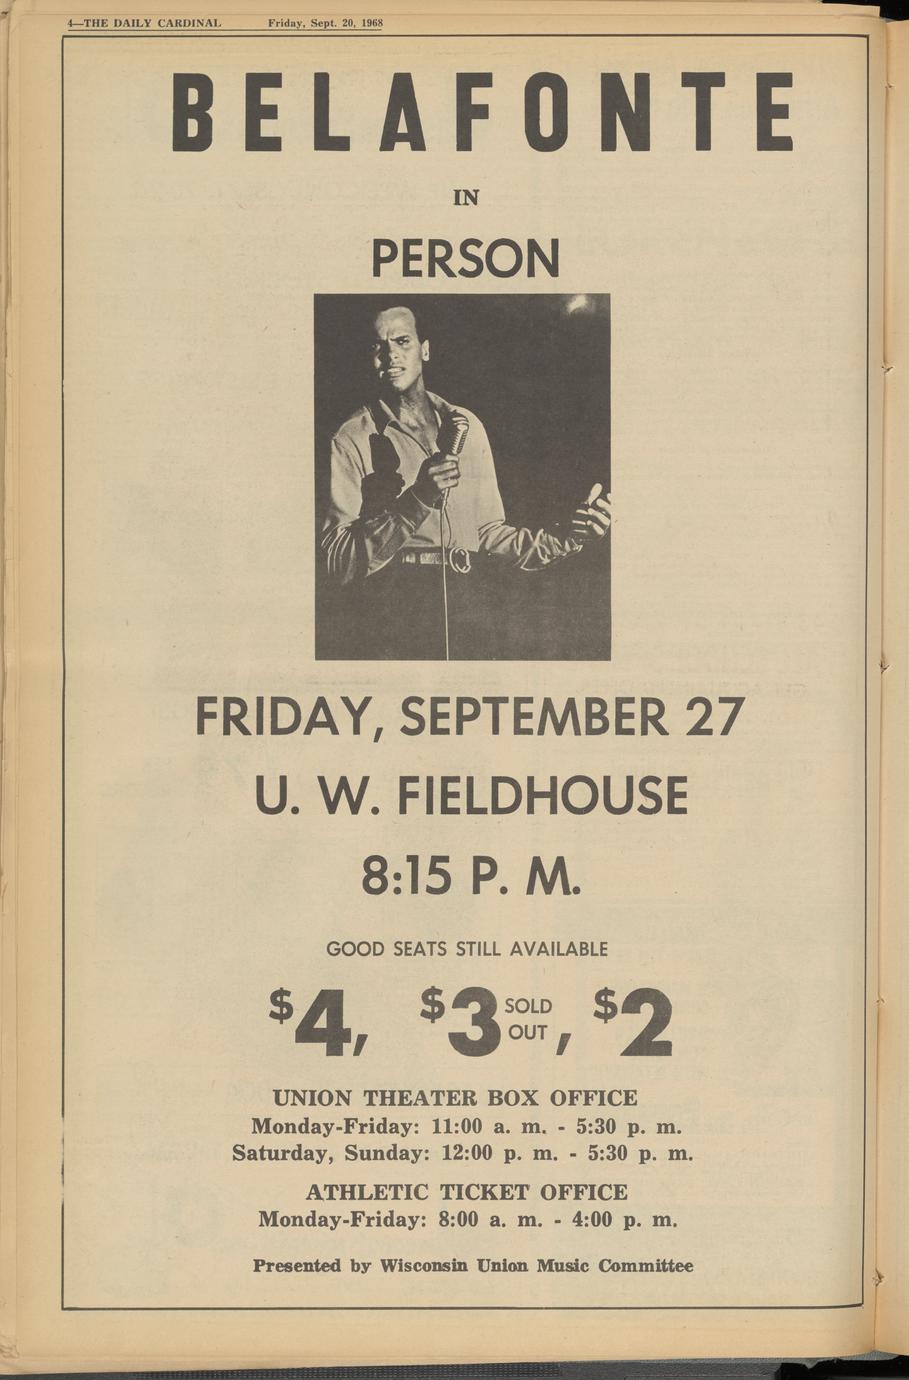 4—THE DAILY CARDINAL Friday, Sept. 20, 1968
BELAFONTE
IN
PERSON
FRIDAY, SEPTEMBER 27
U. W. FIELDHOUSE
8:15 P. M.
GOOD SEATS STILL AVAILABLE
$4, $3 SOLD OUT, $2
UNION THEATER BOX OFFICE
Monday-Friday: 11:00 a. m. - 5:30 p. m.
Saturday, Sunday: 12:00 p. m. - 5:30 p. m.
ATHLETIC TICKET OFFICE
Monday-Friday: 8:00 a. m. - 4:00 p. m.
Presented by Wisconsin Union Music Committee